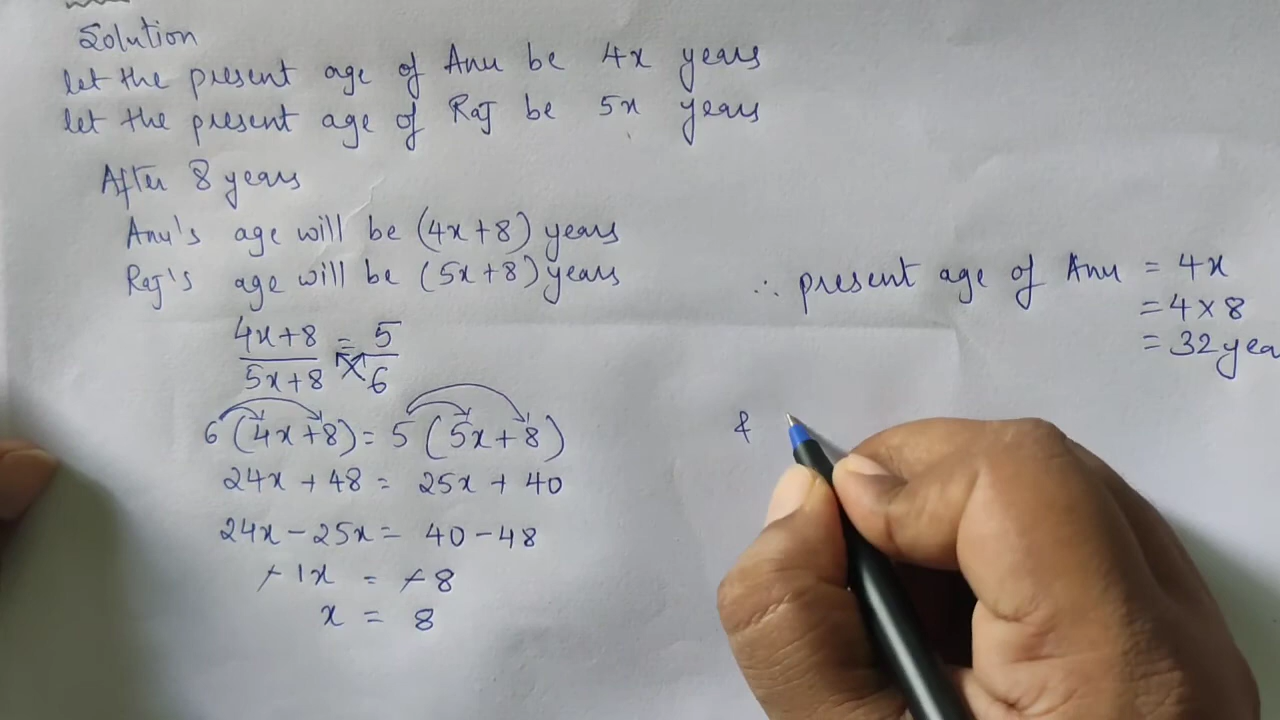 Solution
let the present age of Anu be 4x years
let the present age of Raj be 5x years
After 8 years
Anu's age will be (4x+8) years
Raj's age will be (5x+8) years
4x+8 = 5
5x+8 6
6(4x+8) = 5(5x+8)
24x + 48 = 25x + 40
24x - 25x = 40 - 48
-1x = -8
x = 8
∴ present age of Anu = 4x
= 4 × 8
= 32 yea
&